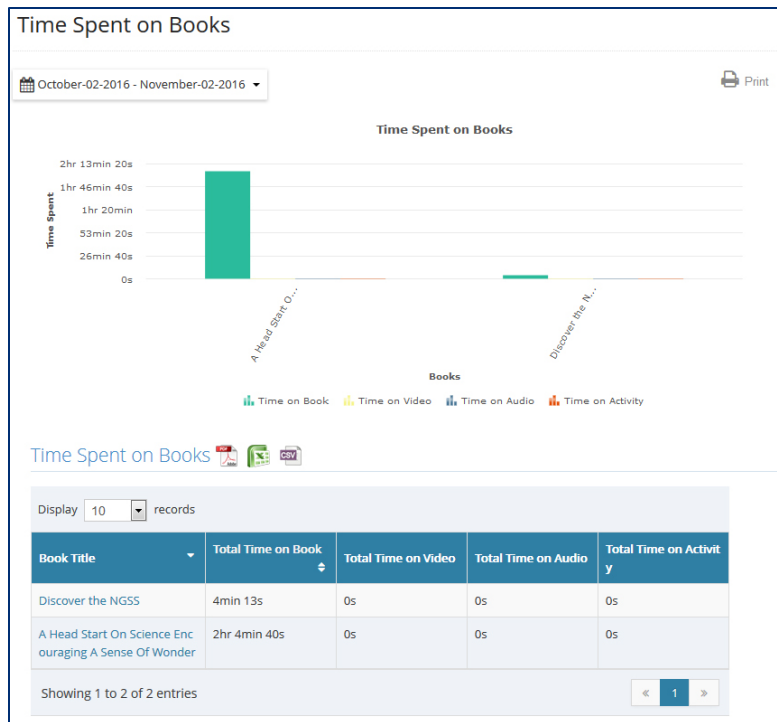 Time Spent on Books
October-02-2016 - November-02-2016
Print
Time Spent on Books
2hr 13min 20s
1hr 46min 40s
1hr 20min
53min 20s
26min 40s
0s
Time Spent
A Head Start O...
Discover the N...
Books
Time on Book Time on Video Time on Audio Time on Activity
Time Spent on Books PDF Adobe X CSV
Display 10 records
Book Title Total Time on Book Total Time on Video Total Time on Audio Total Time on Activit
y
Discover the NGSS 4min 13s 0s 0s 0s
A Head Start On Science Enc 2hr 4min 40s 0s 0s 0s
ouraging A Sense Of Wonder
Showing 1 to 2 of 2 entries « 1 »